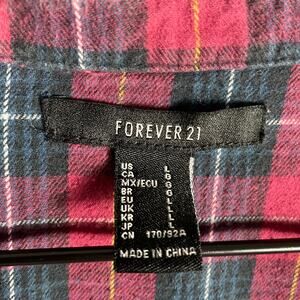 FOREVER 21
US L
CA G
MX/ECU G
BR G
EU L
UK L
KR L
JP L
CN 170/92A
MADE IN CHINA